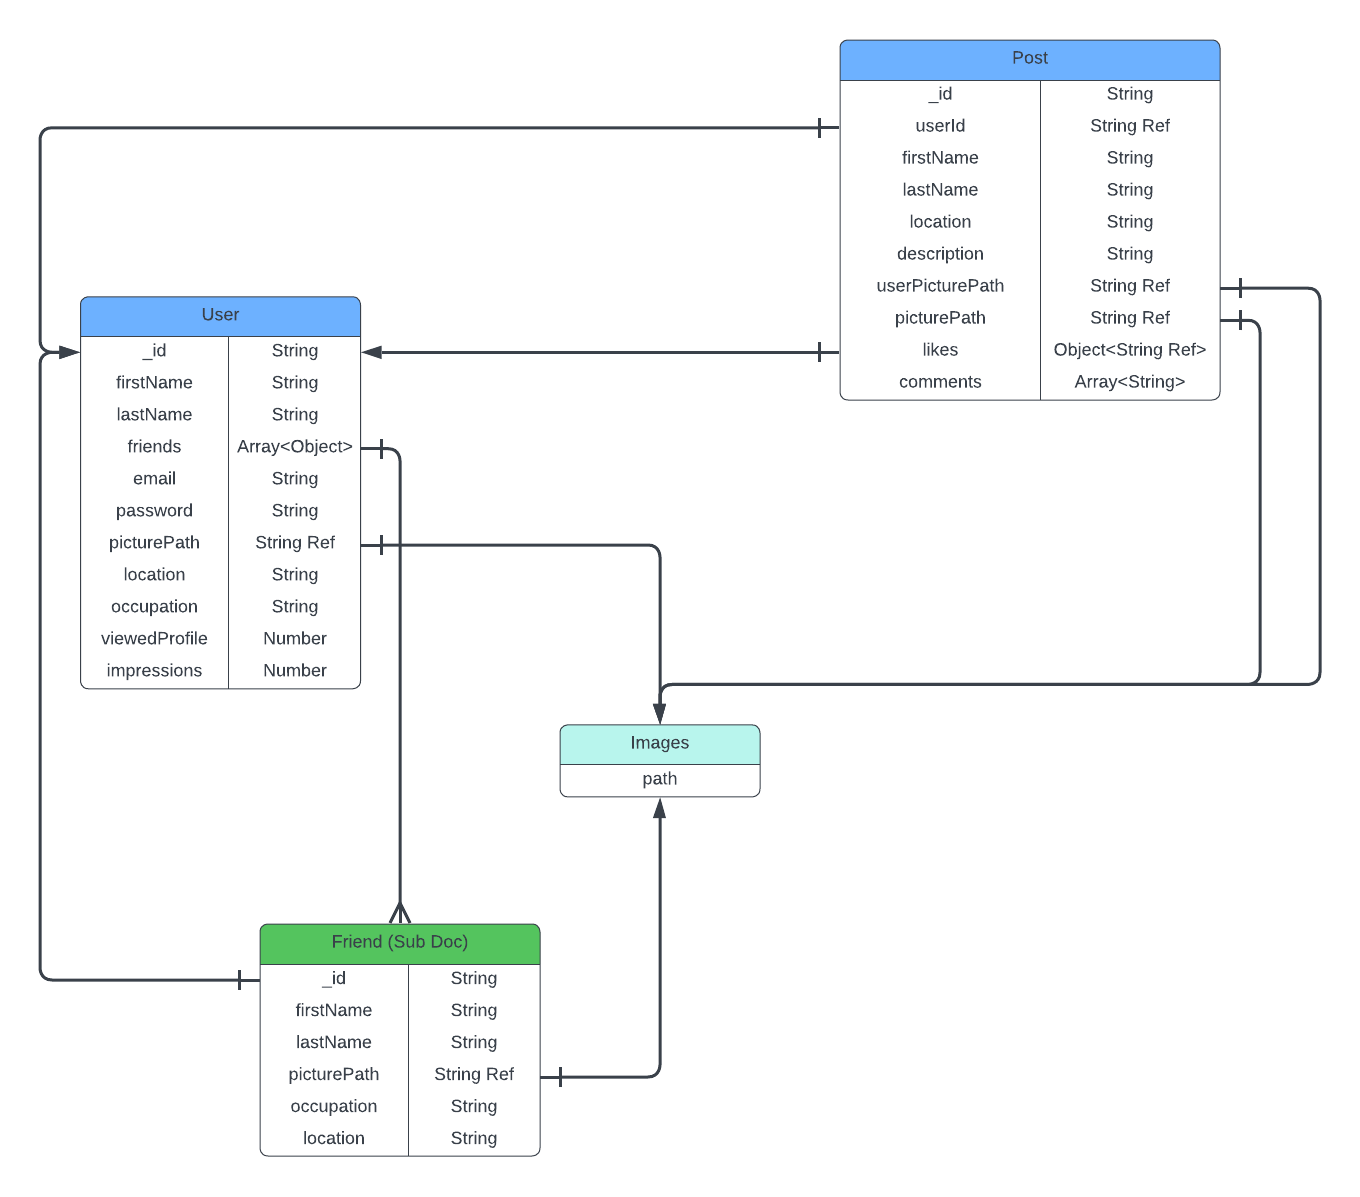 Post
_id String
userId String Ref
firstName String
lastName String
location String
description String
userPicturePath String Ref
picturePath String Ref
likes Object<String Ref>
comments Array<String>
User
_id String
firstName String
lastName String
friends Array<Object>
email String
password String
picturePath String Ref
location String
occupation String
viewedProfile Number
impressions Number
Images
path
Friend (Sub Doc)
_id String
firstName String
lastName String
picturePath String Ref
occupation String
location String